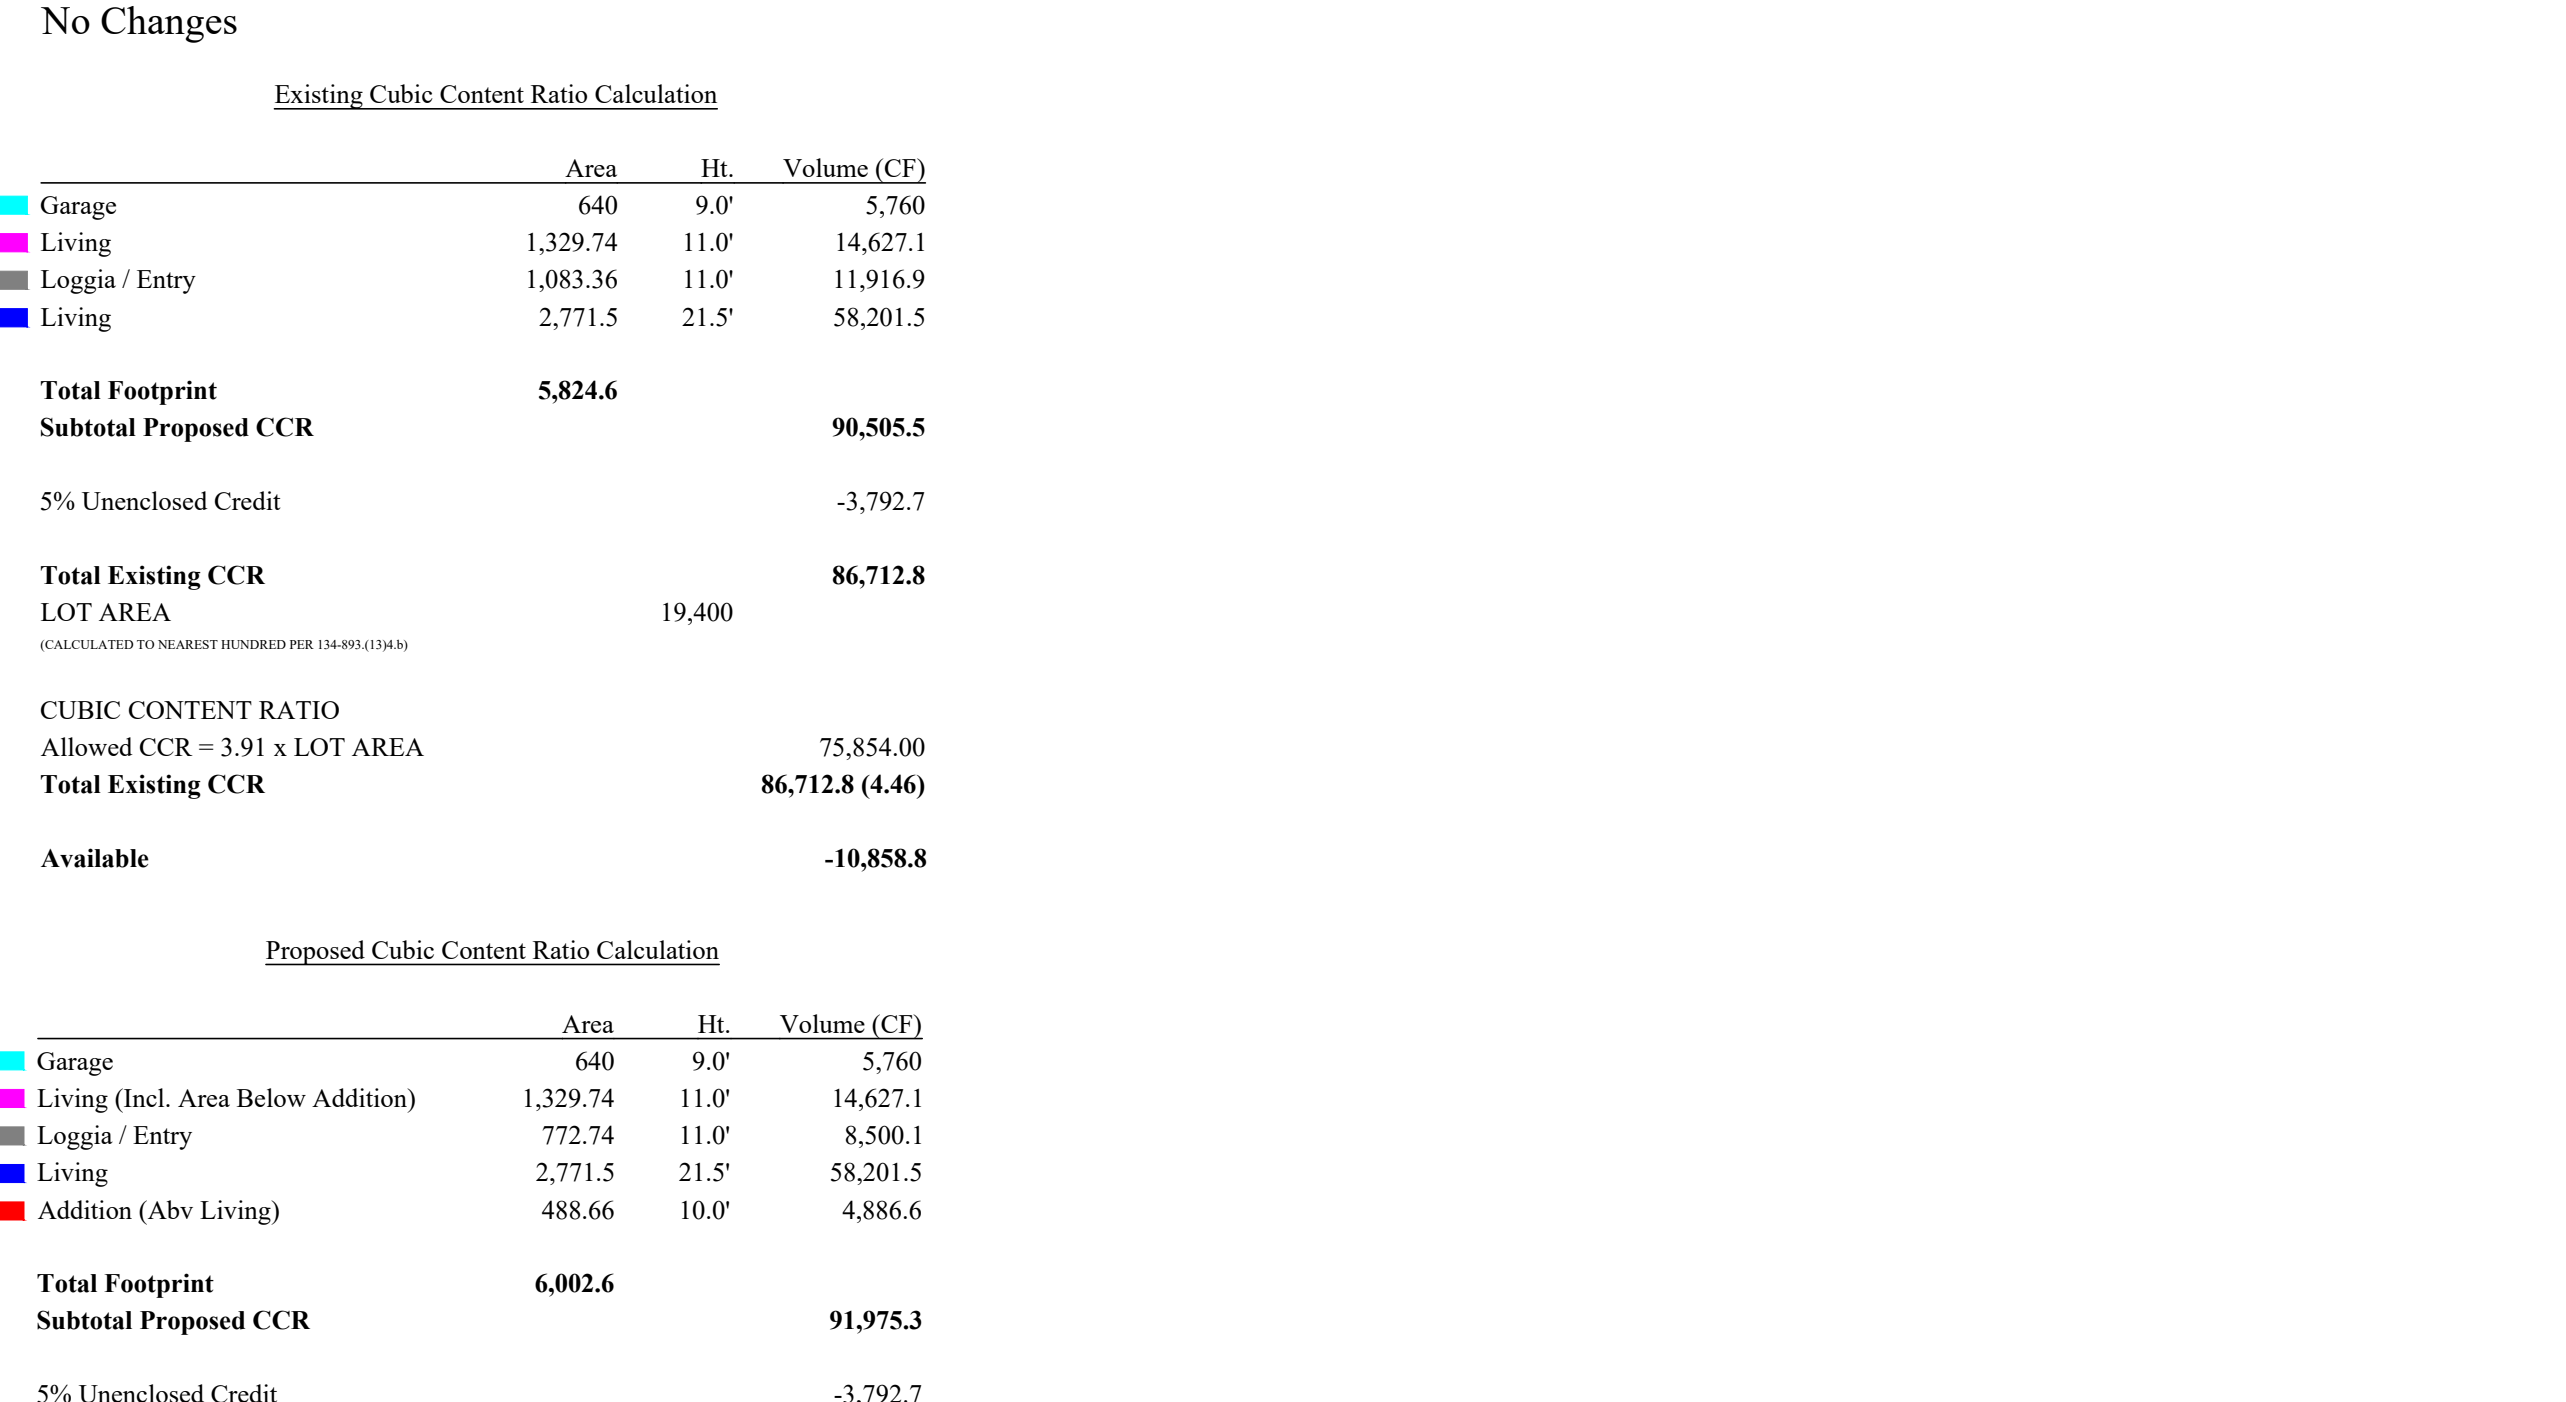 No Changes
Existing Cubic Content Ratio Calculation
Area Ht. Volume (CF)
Garage 640 9.0' 5,760
Living 1,329.74 11.0' 14,627.1
Loggia / Entry 1,083.36 11.0' 11,916.9
Living 2,771.5 21.5' 58,201.5
Total Footprint 5,824.6
Subtotal Proposed CCR 90,505.5
5% Unenclosed Credit -3,792.7
Total Existing CCR 86,712.8
LOT AREA 19,400
(CALCULATED TO NEAREST HUNDRED PER 134-893.(13)4.b)
CUBIC CONTENT RATIO
Allowed CCR = 3.91 x LOT AREA 75,854.00
Total Existing CCR 86,712.8 (4.46)
Available -10,858.8
Proposed Cubic Content Ratio Calculation
Area Ht. Volume (CF)
Garage 640 9.0' 5,760
Living (Incl. Area Below Addition) 1,329.74 11.0' 14,627.1
Loggia / Entry 772.74 11.0' 8,500.1
Living 2,771.5 21.5' 58,201.5
Addition (Abv Living) 488.66 10.0' 4,886.6
Total Footprint 6,002.6
Subtotal Proposed CCR 91,975.3
5% Unenclosed Credit -3,792.7